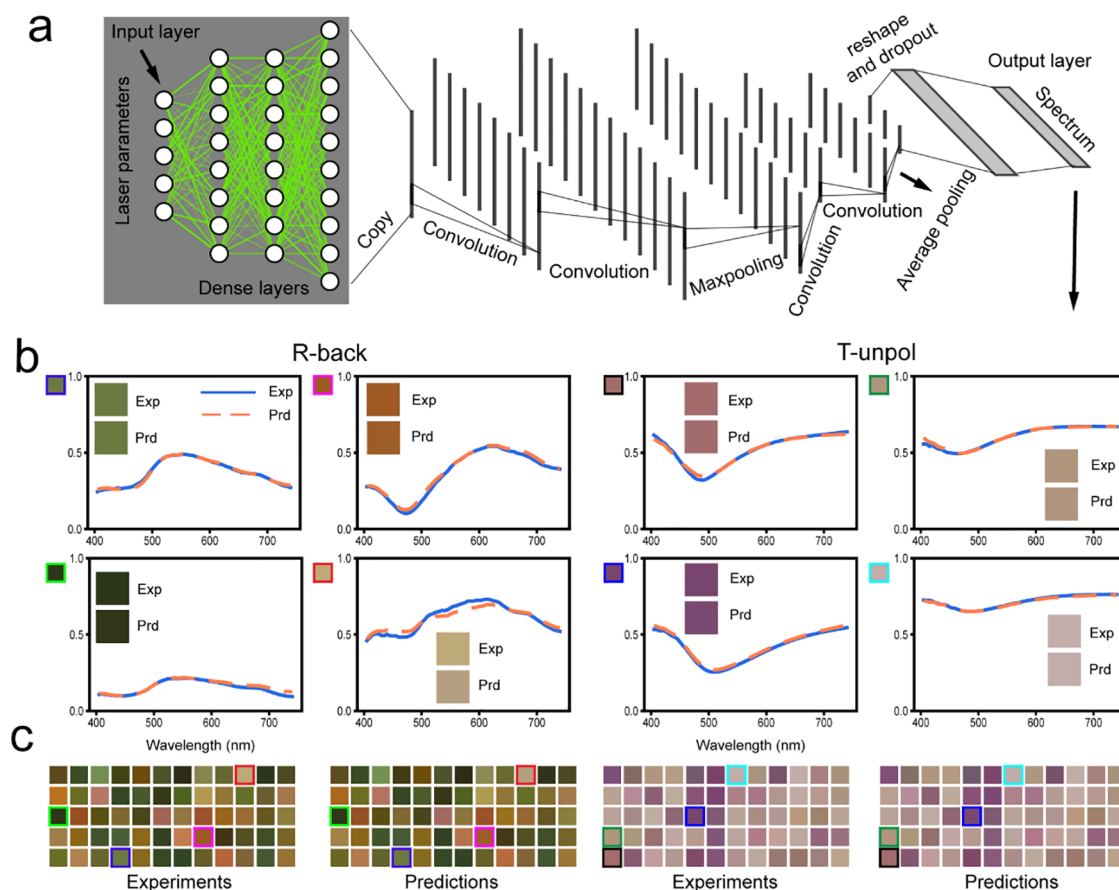 a
Input layer
Laser parameters
Dense layers
Copy
Convolution
Convolution
Maxpooling
Convolution
Convolution
Average pooling
reshape
and dropout
Output layer
Spectrum
b
R-back
T-unpol
1.0
0.5
0.0
400 500 600 700
Exp
Prd
Exp
Prd
1.0
0.5
0.0
400 500 600 700
Exp
Prd
1.0
0.5
0.0
400 500 600 700
Exp
Prd
1.0
0.5
0.0
400 500 600 700
Exp
Prd
1.0
0.5
0.0
400 500 600 700
Exp
Prd
1.0
0.5
0.0
400 500 600 700
Exp
Prd
1.0
0.5
0.0
400 500 600 700
Exp
Prd
1.0
0.5
0.0
400 500 600 700
Exp
Prd
Wavelength (nm)
Wavelength (nm)
c
Experiments
Predictions
Experiments
Predictions